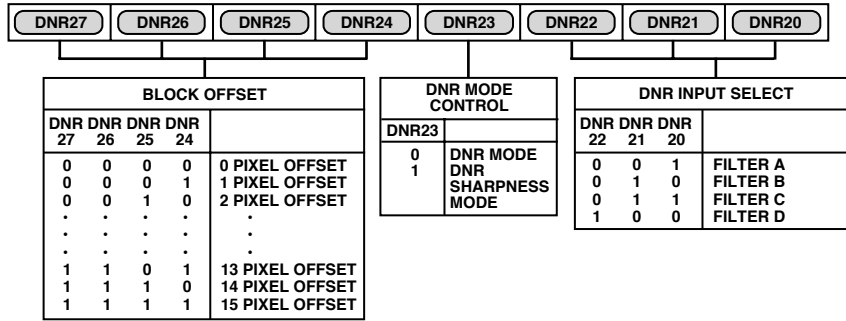 DNR27 DNR26 DNR25 DNR24 DNR23 DNR22 DNR21 DNR20
BLOCK OFFSET
DNR DNR DNR DNR
27 26 25 24
0 0 0 0 0 PIXEL OFFSET
0 0 0 1 1 PIXEL OFFSET
0 0 1 0 2 PIXEL OFFSET
. . . . .
. . . . .
. . . . .
1 1 0 1 13 PIXEL OFFSET
1 1 1 0 14 PIXEL OFFSET
1 1 1 1 15 PIXEL OFFSET
DNR MODE
CONTROL
DNR23
0 DNR MODE
1 DNR
SHARPNESS
MODE
DNR INPUT SELECT
DNR DNR DNR
22 21 20
0 0 1 FILTER A
0 1 0 FILTER B
0 1 1 FILTER C
1 0 0 FILTER D